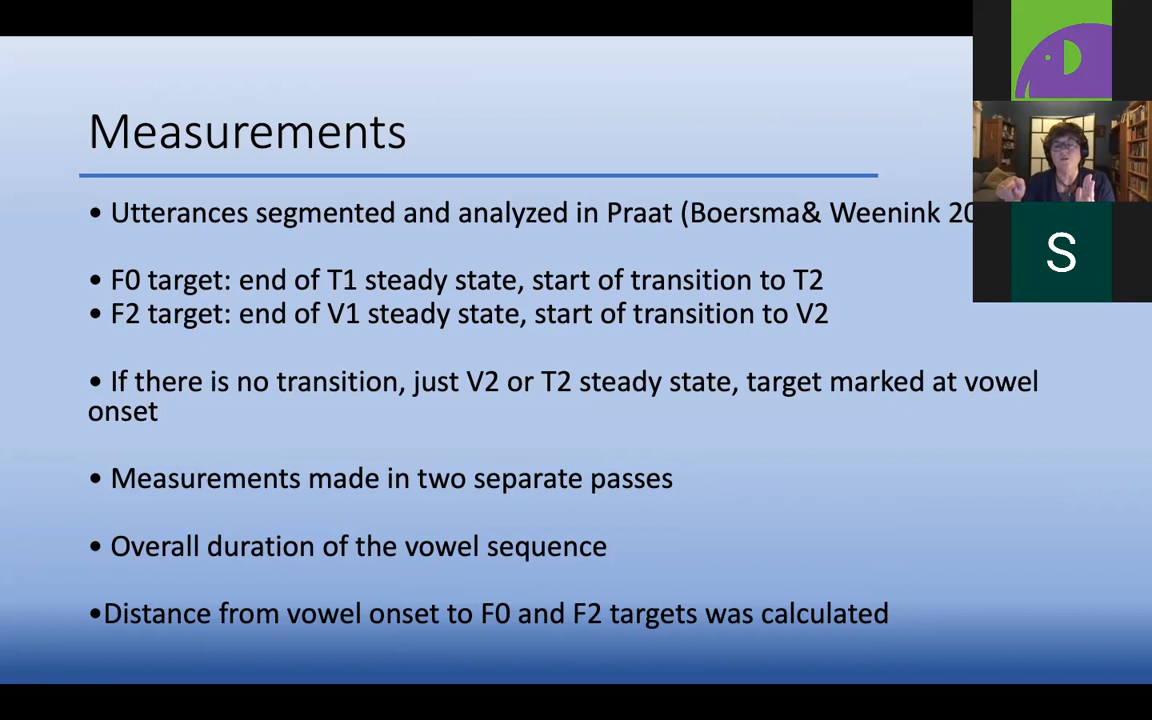 Measurements
• Utterances segmented and analyzed in Praat (Boersma& Weenink
• F0 target: end of T1 steady state, start of transition to T2
• F2 target: end of V1 steady state, start of transition to V2
• If there is no transition, just V2 or T2 steady state, target marked at vowel
onset
• Measurements made in two separate passes
• Overall duration of the vowel sequence
•Distance from vowel onset to F0 and F2 targets was calculated
S